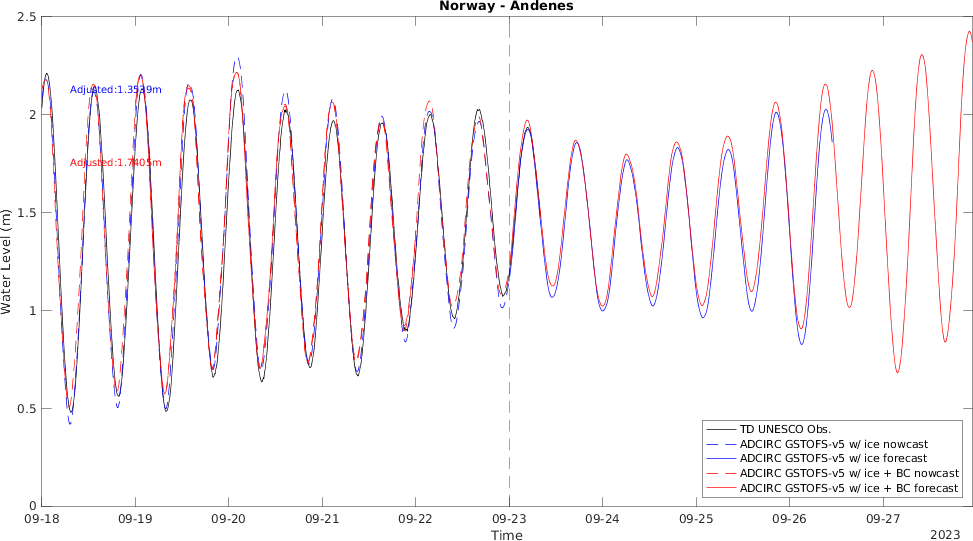 Norway - Andenes
2.5
2
1.5
1
0.5
0
Water Level (m)
Adjusted:1.3539m
Adjusted:1.7405m
TD UNESCO Obs.
ADCIRC GSTOFS-v5 w/ ice nowcast
ADCIRC GSTOFS-v5 w/ ice forecast
ADCIRC GSTOFS-v5 w/ ice + BC nowcast
ADCIRC GSTOFS-v5 w/ ice + BC forecast
09-18 09-19 09-20 09-21 09-22 09-23 09-24 09-25 09-26 09-27
Time
2023